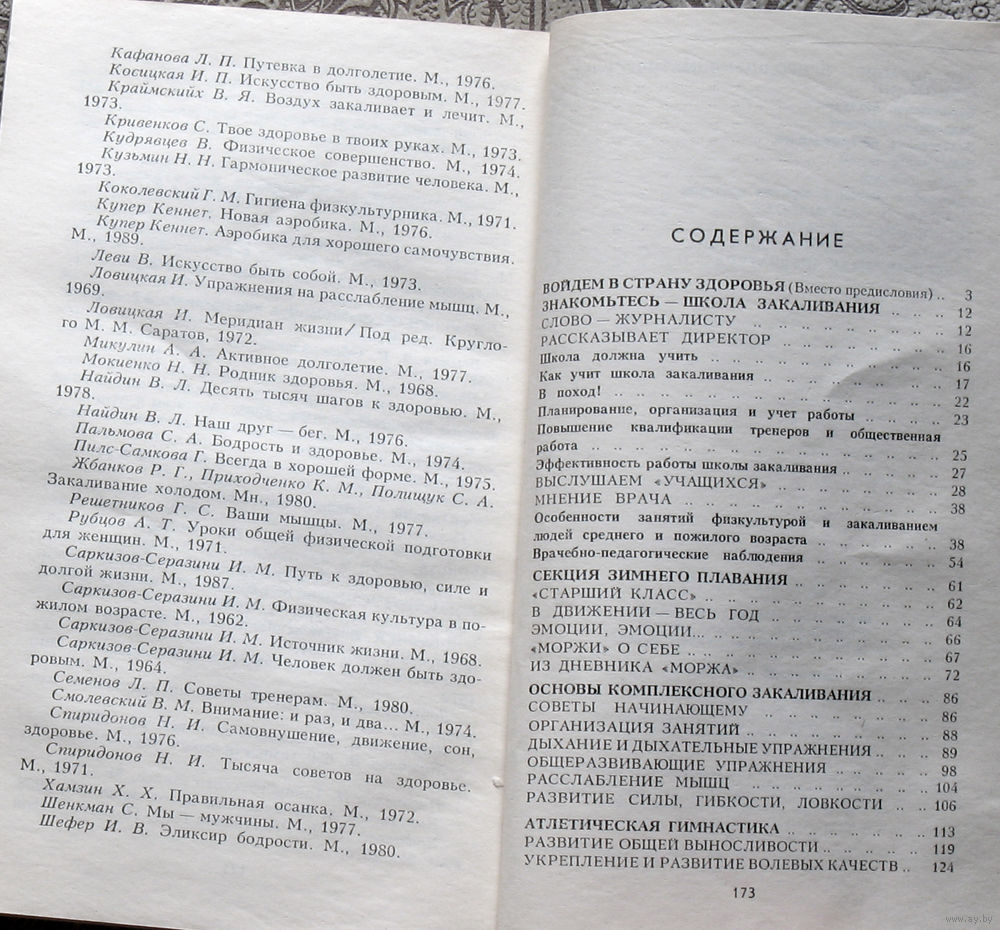 Кафанова Л. П. Путевка в долголетие. М., 1976.
Косицкая И. П. Искусство быть здоровым. М., 1977.
Краймскийх В. Я. Воздух закаливает и лечит. М.,
1973.
Кривенков С. Твое здоровье в твоих руках. М., 1973.
Кудрявцев В. Физическое совершенство. М., 1974.
Кузьмин Н. Н. Гармоническое развитие человека. М.,
1973.
Коколевский Г. М. Гигиена физкультурника. М., 1971.
Купер Кеннет. Новая аэробика. М., 1976.
Купер Кеннет. Аэробика для хорошего самочувствия.
М., 1989.
Леви В. Искусство быть собой. М., 1973.
Ловицкая И. Упражнения на расслабление мышц. М.,
1969.
Ловицкая И. Меридиан жизни/Под ред. Кругло-
го М. М. Саратов, 1972.
Микулин А. А. Активное долголетие. М., 1977.
Мокиенко Н. Н. Родник здоровья. М., 1968.
Найдин В. Л. Десять тысяч шагов к здоровью. М.,
1978.
Найдин В. Л. Наш друг — бег. М., 1976.
Пальмова С. А. Бодрость и здоровье. М., 1974.
Пилс-Самкова Г. Всегда в хорошей форме. М., 1975.
Жбанков Р. Г., Приходченко К. М., Полищук С. А.
Закаливание холодом. Мн., 1980.
Решетников Г. С. Ваши мышцы. М., 1977.
Рубцов А. Т. Уроки общей физической подготовки
для женщин. М., 1971.
Саркизов-Серазини И. М. Путь к здоровью, силе и
долгой жизни. М., 1987.
Саркизов-Серазини И. М. Физическая культура в по-
жилом возрасте. М., 1962.
Саркизов-Серазини И. М. Источник жизни. М., 1968.
Саркизов-Серазини И. М. Человек должен быть здо-
ровым. М., 1964.
Семенов Л. П. Советы тренерам. М., 1980.
Смолевский В. М. Внимание: и раз, и два... М., 1974.
Спиридонов Н. И. Самовнушение, движение, сон,
здоровье. М., 1976.
Спиридонов Н. И. Тысяча советов на здоровье.
М., 1971.
Хамзин Х. Х. Правильная осанка. М., 1972.
Шенкман С. Мы — мужчины. М., 1977.
Шефер И. В. Эликсир бодрости. М., 1980.
СОДЕРЖАНИЕ
ВОЙДЕМ В СТРАНУ ЗДОРОВЬЯ (Вместо предисловия) .. 3
ЗНАКОМЬТЕСЬ — ШКОЛА ЗАКАЛИВАНИЯ .. .. .. 12
СЛОВО — ЖУРНАЛИСТУ .. .. .. .. .. .. 12
РАССКАЗЫВАЕТ ДИРЕКТОР .. .. .. .. .. 16
Школа должна учить .. .. .. .. .. .. .. 16
Как учит школа закаливания .. .. .. .. .. .. 17
В поход! .. .. .. .. .. .. .. .. .. 22
Планирование, организация и учет работы .. .. .. .. 23
Повышение квалификации тренеров и общественная
работа .. .. .. .. .. .. .. .. .. .. 25
Эффективность работы школы закаливания .. .. .. .. 27
ВЫСЛУШАЕМ «УЧАЩИХСЯ» .. .. .. .. .. 28
МНЕНИЕ ВРАЧА .. .. .. .. .. .. .. 38
Особенности занятий физкультурой и закаливанием
людей среднего и пожилого возраста .. .. .. .. 38
Врачебно-педагогические наблюдения .. .. .. .. .. 54
СЕКЦИЯ ЗИМНЕГО ПЛАВАНИЯ .. .. .. .. .. 61
«СТАРШИЙ КЛАСС» .. .. .. .. .. .. .. 62
В ДВИЖЕНИИ — ВЕСЬ ГОД .. .. .. .. .. 64
ЭМОЦИИ, ЭМОЦИИ... .. .. .. .. .. .. 66
«МОРЖИ» О СЕБЕ .. .. .. .. .. .. .. 67
ИЗ ДНЕВНИКА «МОРЖА» .. .. .. .. .. .. 72
ОСНОВЫ КОМПЛЕКСНОГО ЗАКАЛИВАНИЯ .. .. .. 86
СОВЕТЫ НАЧИНАЮЩЕМУ .. .. .. .. .. 86
ОРГАНИЗАЦИЯ ЗАНЯТИЙ .. .. .. .. .. .. 88
ДЫХАНИЕ И ДЫХАТЕЛЬНЫЕ УПРАЖНЕНИЯ .. .. 89
ОБЩЕРАЗВИВАЮЩИЕ УПРАЖНЕНИЯ .. .. .. .. 98
РАССЛАБЛЕНИЕ МЫШЦ .. .. .. .. .. .. 104
РАЗВИТИЕ СИЛЫ, ГИБКОСТИ, ЛОВКОСТИ .. .. 106
АТЛЕТИЧЕСКАЯ ГИМНАСТИКА .. .. .. .. .. 113
РАЗВИТИЕ ОБЩЕЙ ВЫНОСЛИВОСТИ .. .. .. .. 119
УКРЕПЛЕНИЕ И РАЗВИТИЕ ВОЛЕВЫХ КАЧЕСТВ .. 124
173
www.ay.by